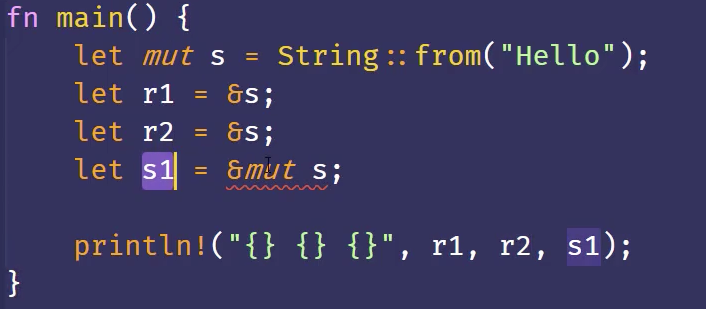 fn main() {
    let mut s = String::from("Hello");
    let r1 = &s;
    let r2 = &s;
    let s1 = &mut s;
    println!("{} {} {}", r1, r2, s1);
}